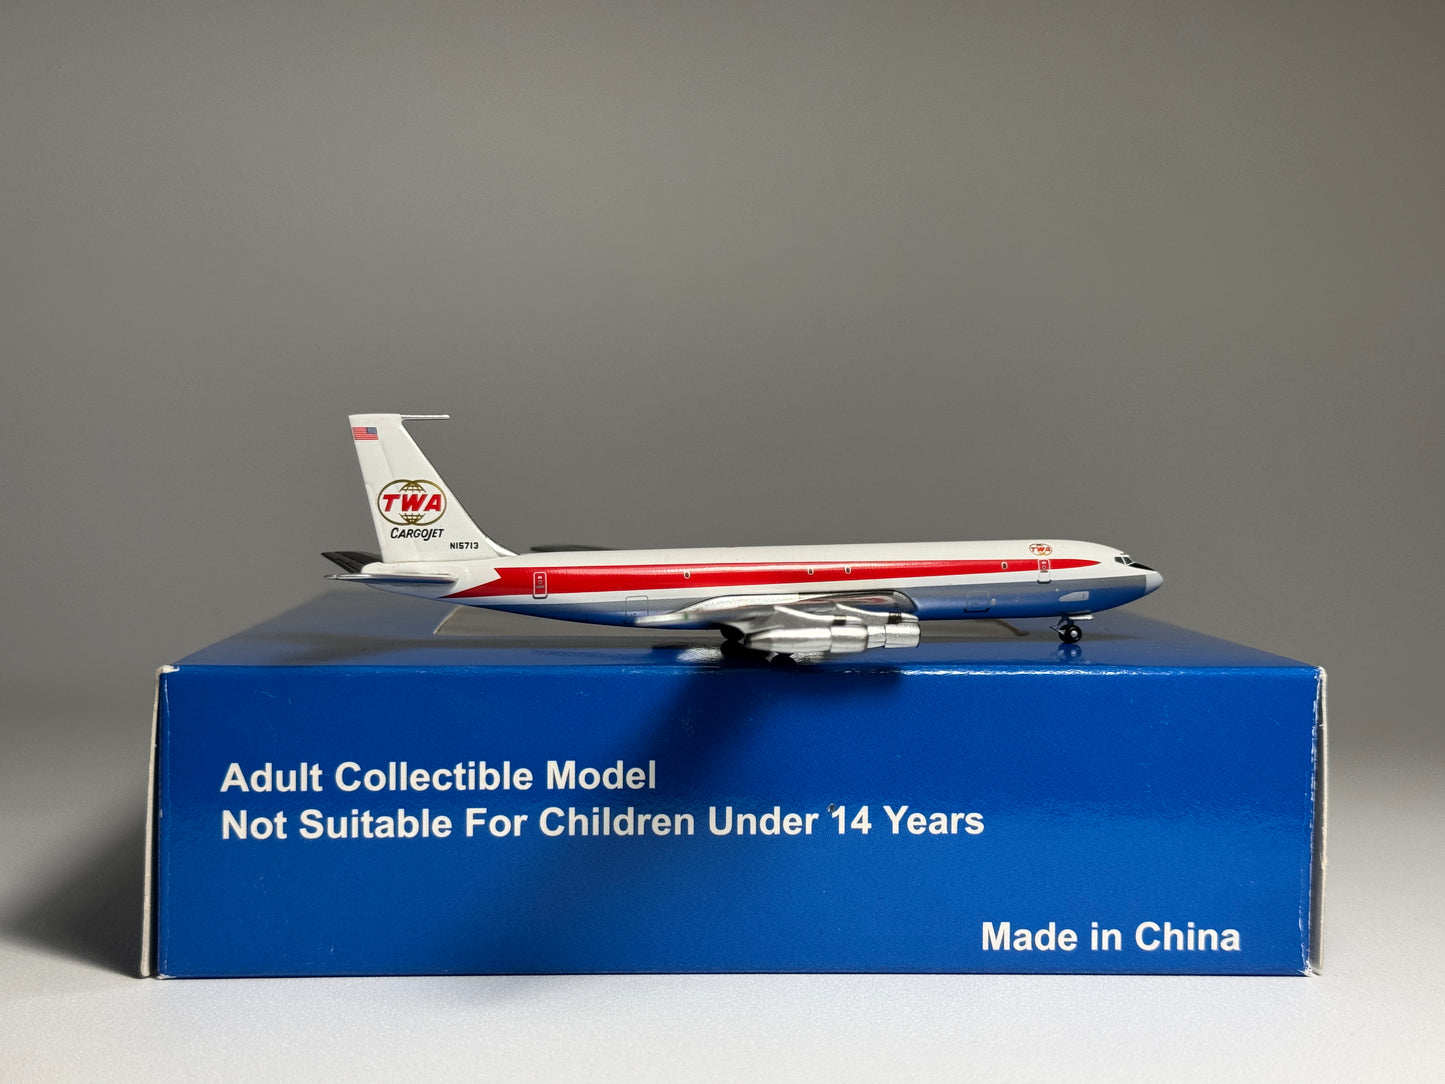 TWA
CARGOJET
N15713
TWA
Adult Collectible Model
Not Suitable For Children Under 14 Years
Made in China